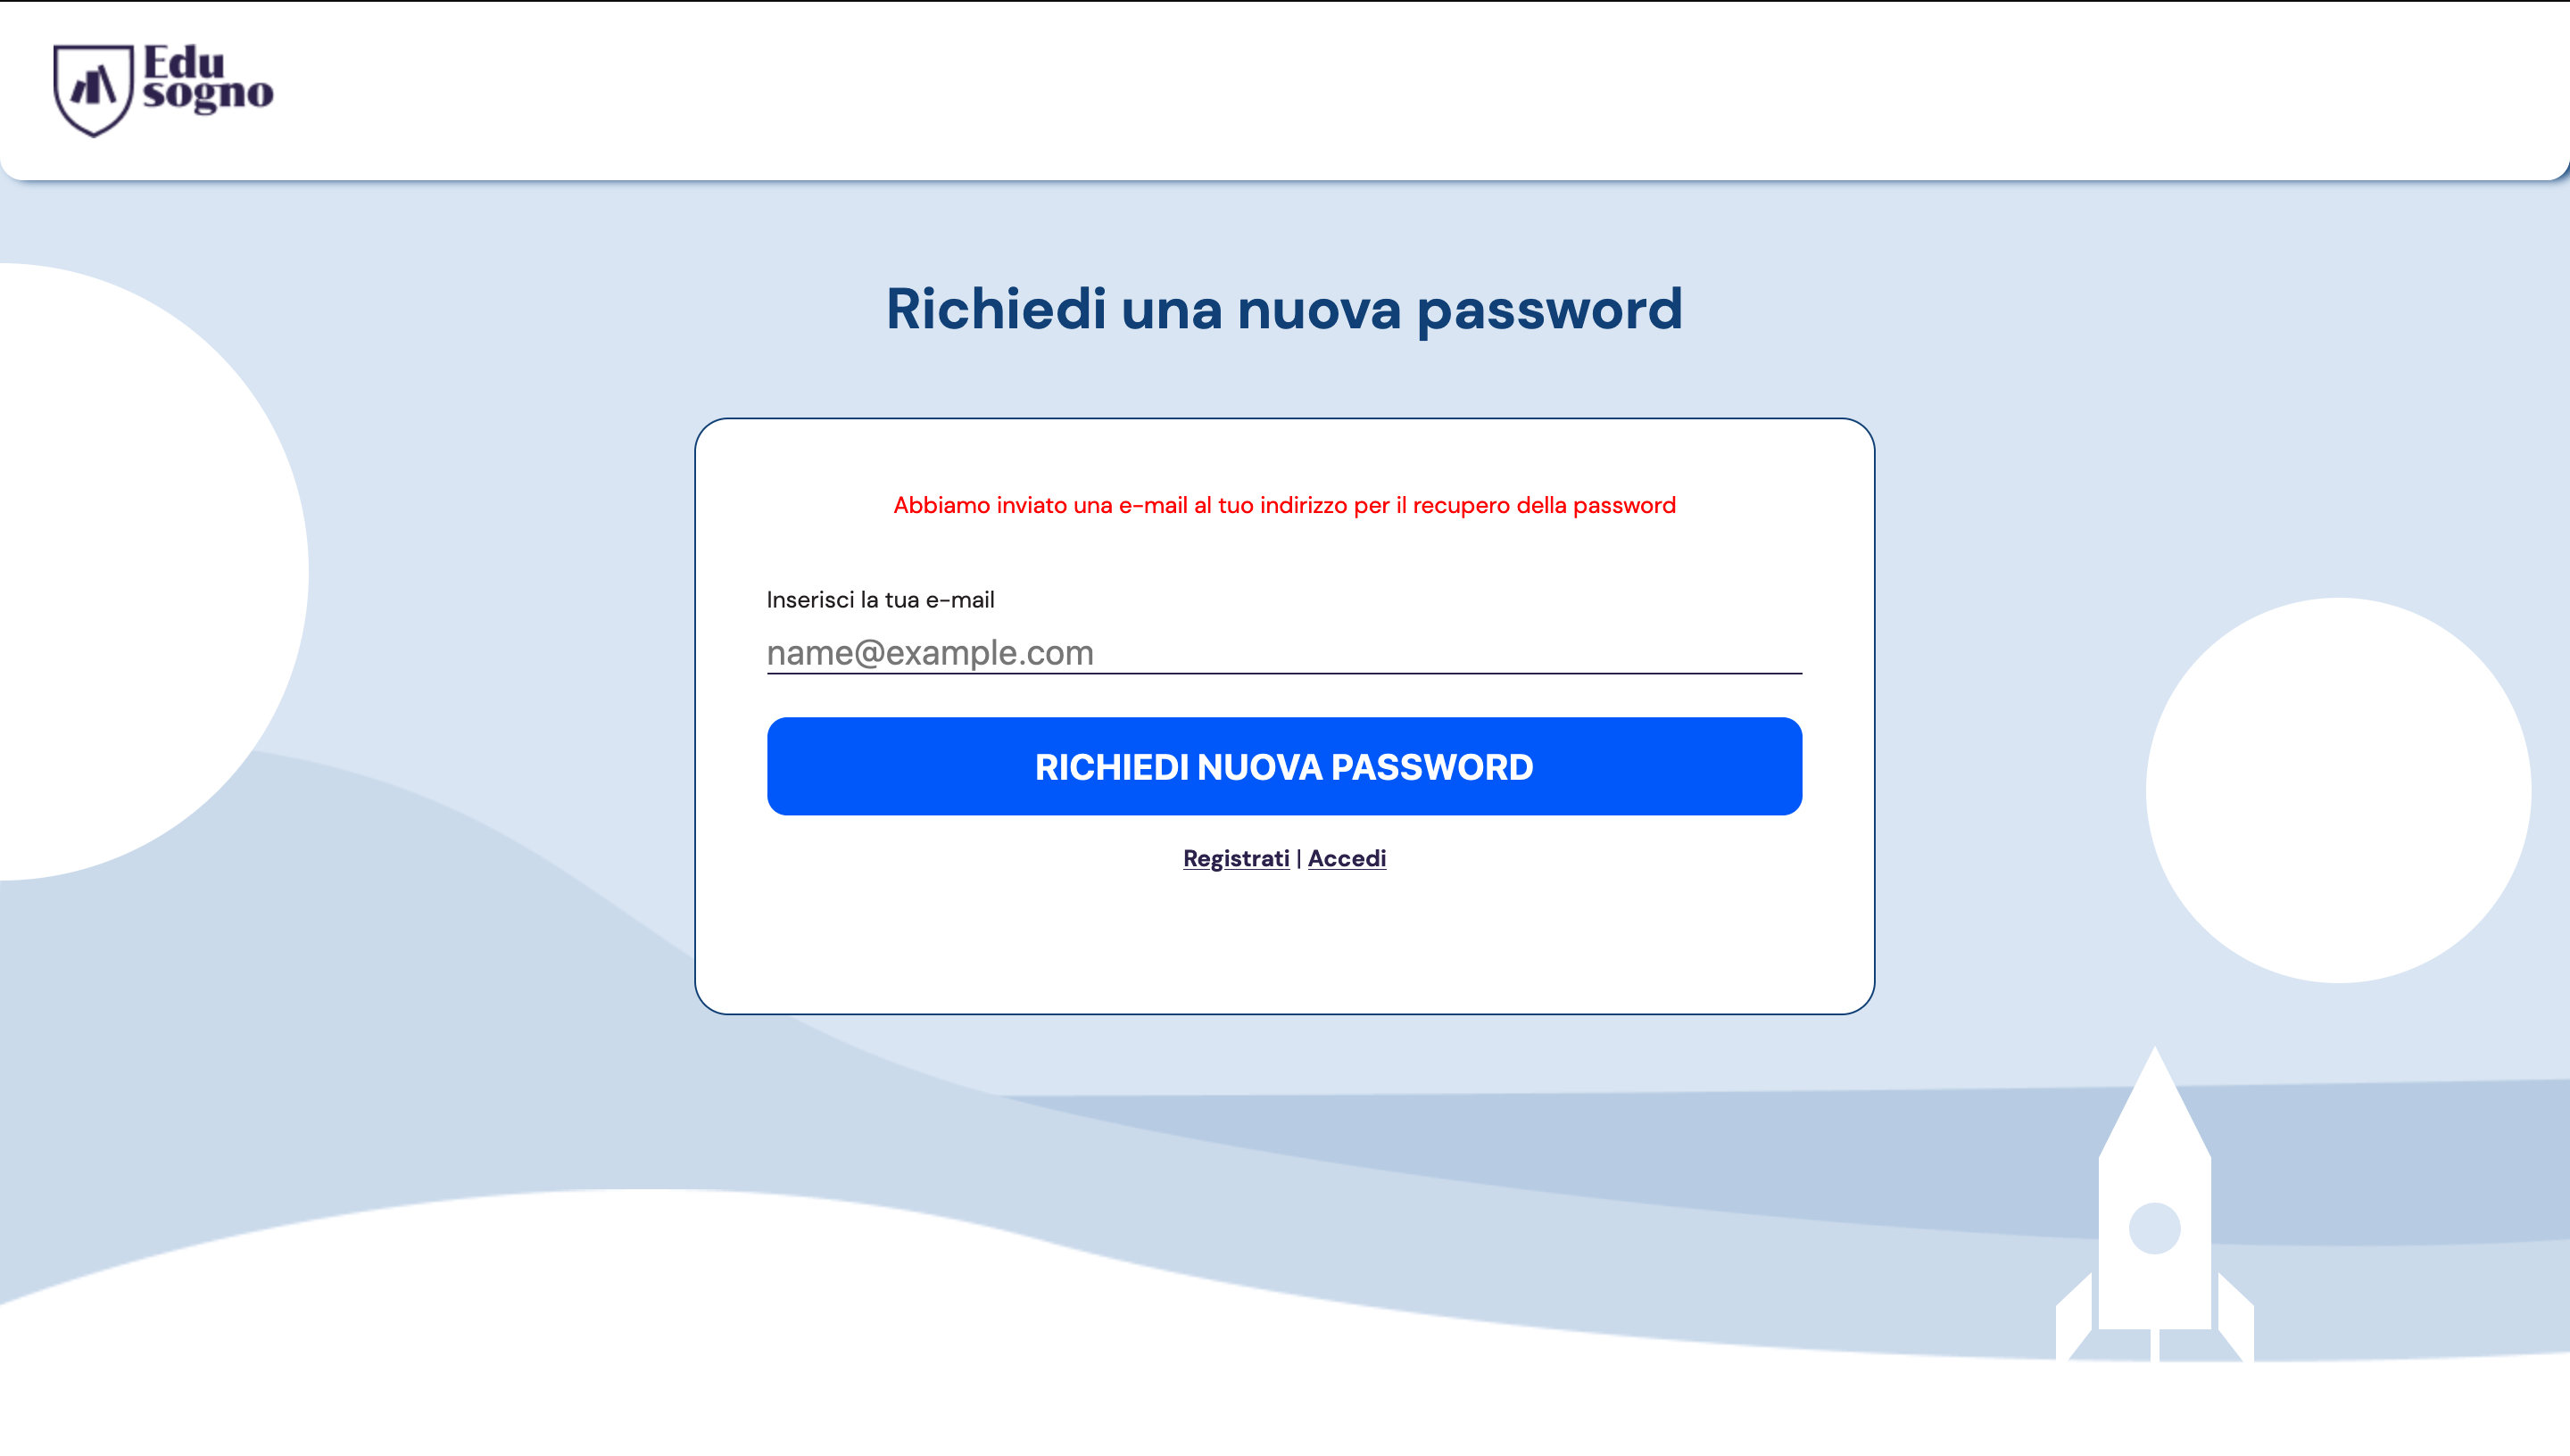 Edu
sogno
Richiedi una nuova password
Abbiamo inviato una e-mail al tuo indirizzo per il recupero della password
Inserisci la tua e-mail
name@example.com
RICHIEDI NUOVA PASSWORD
Registrati | Accedi